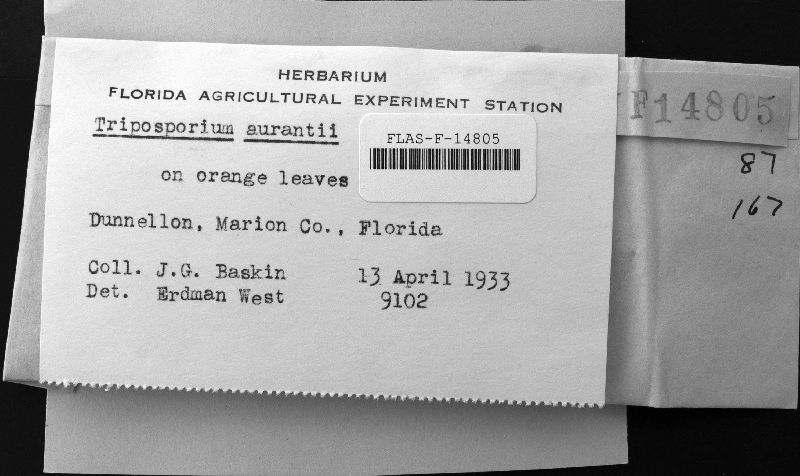 HERBARIUM
FLORIDA AGRICULTURAL EXPERIMENT STATION
Triposporium aurantii
FLAS-F-14805
on orange leaves
Dunnellon, Marion Co., Florida
Coll. J.G. Baskin 13 April 1933
Det. Erdman West 9102
F14805
87
167